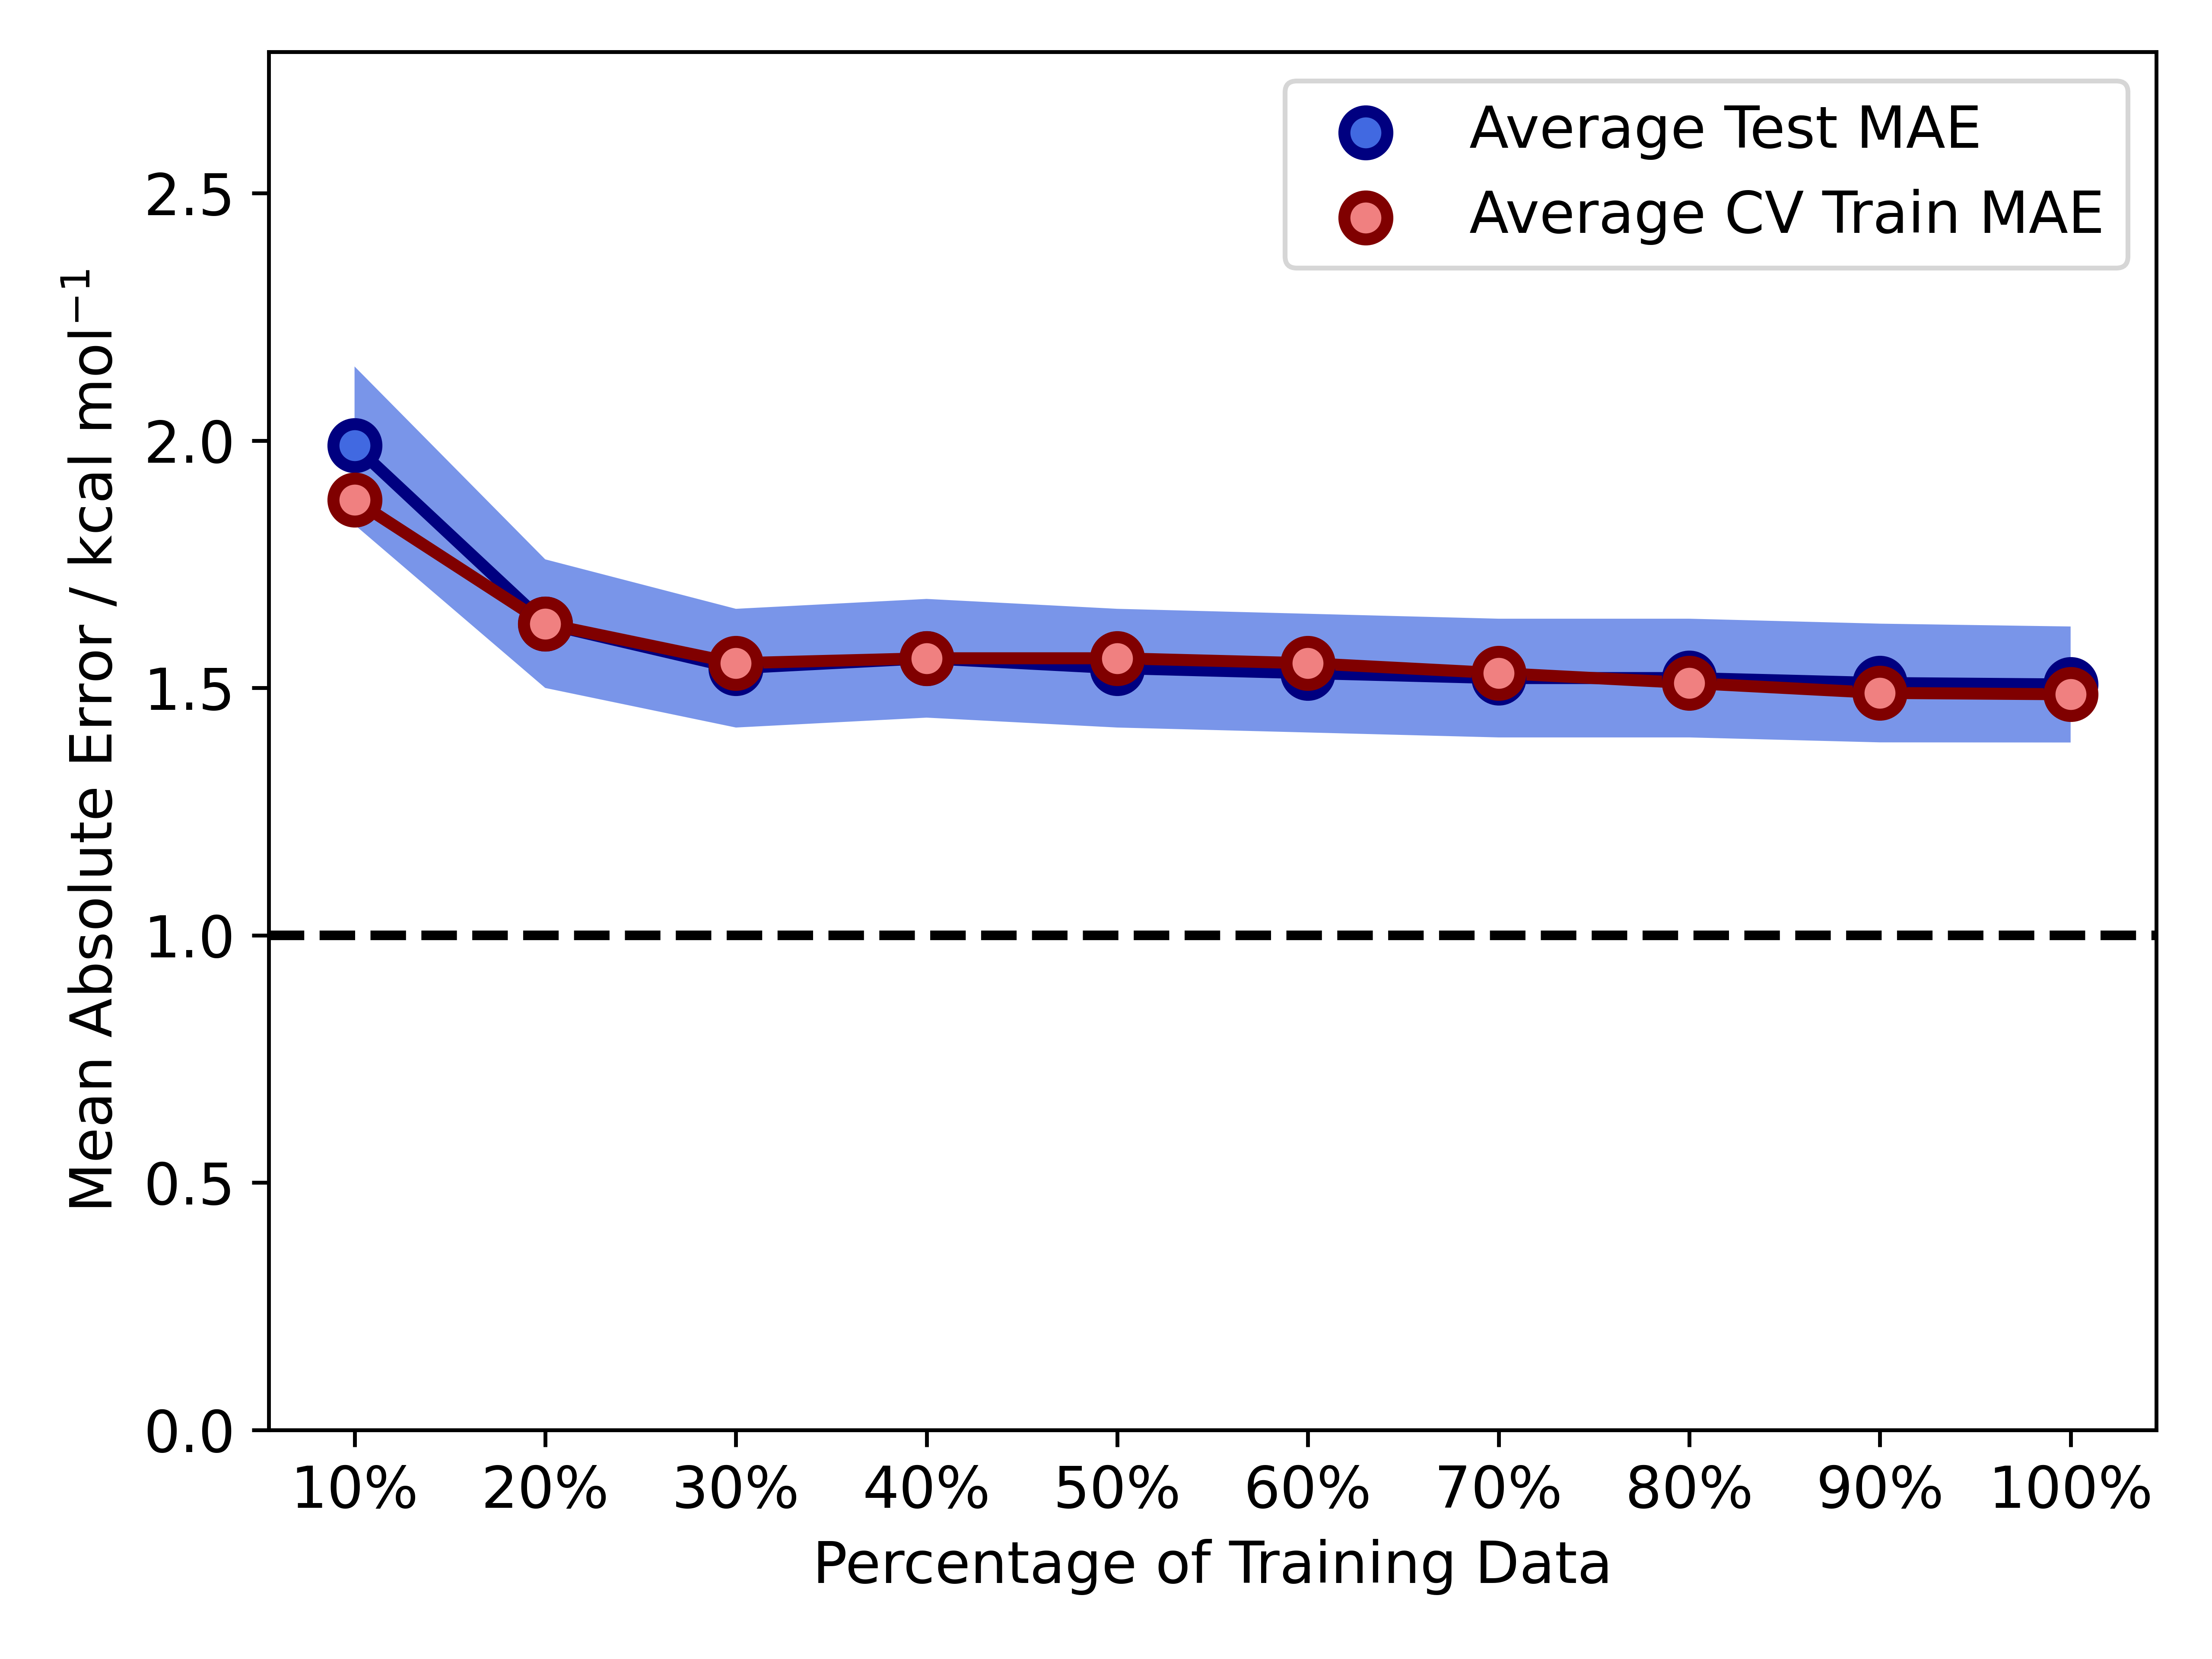 Average Test MAE
Average CV Train MAE
Mean Absolute Error / kcal mol⁻¹
2.5
2.0
1.5
1.0
0.5
0.0
10% 20% 30% 40% 50% 60% 70% 80% 90% 100%
Percentage of Training Data